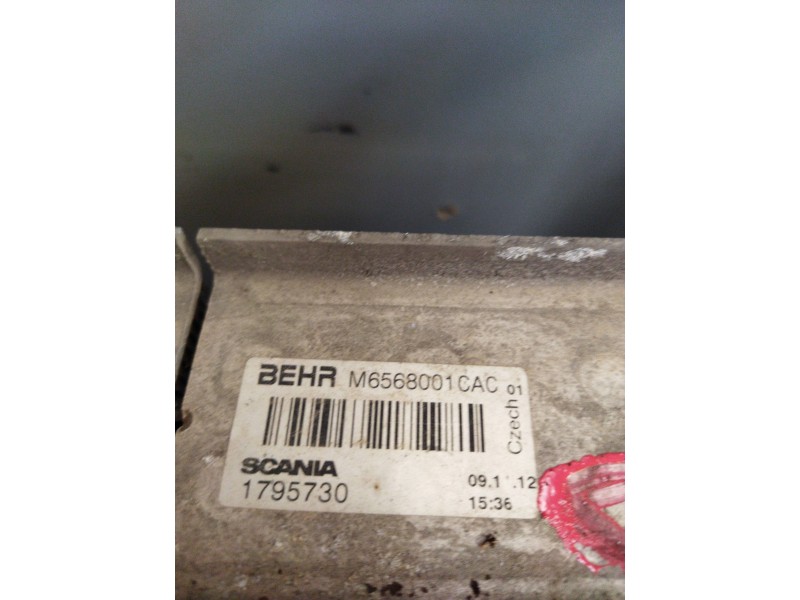 BEHR M6568001CAC 01
Czech
SCANIA
1795730
15:36